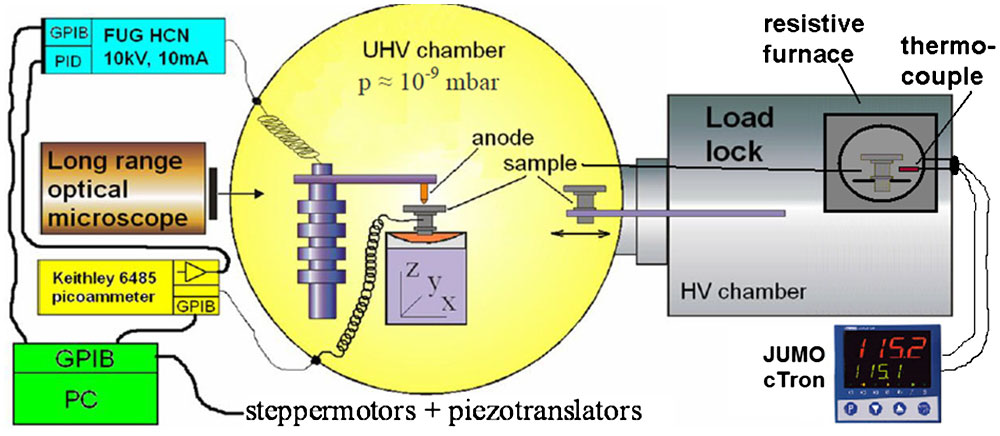 GPIB
PID
FUG HCN
10kV, 10mA
UHV chamber
p ≈ 10⁻⁹ mbar
resistive
furnace
thermo-
couple
Load
lock
anode
sample
Long range
optical
microscope
Keithley 6485
picoammeter
GPIB
z
y
x
HV chamber
GPIB
PC
JUMO
cTron
115.2
115.1
P
steppermotors + piezotranslators